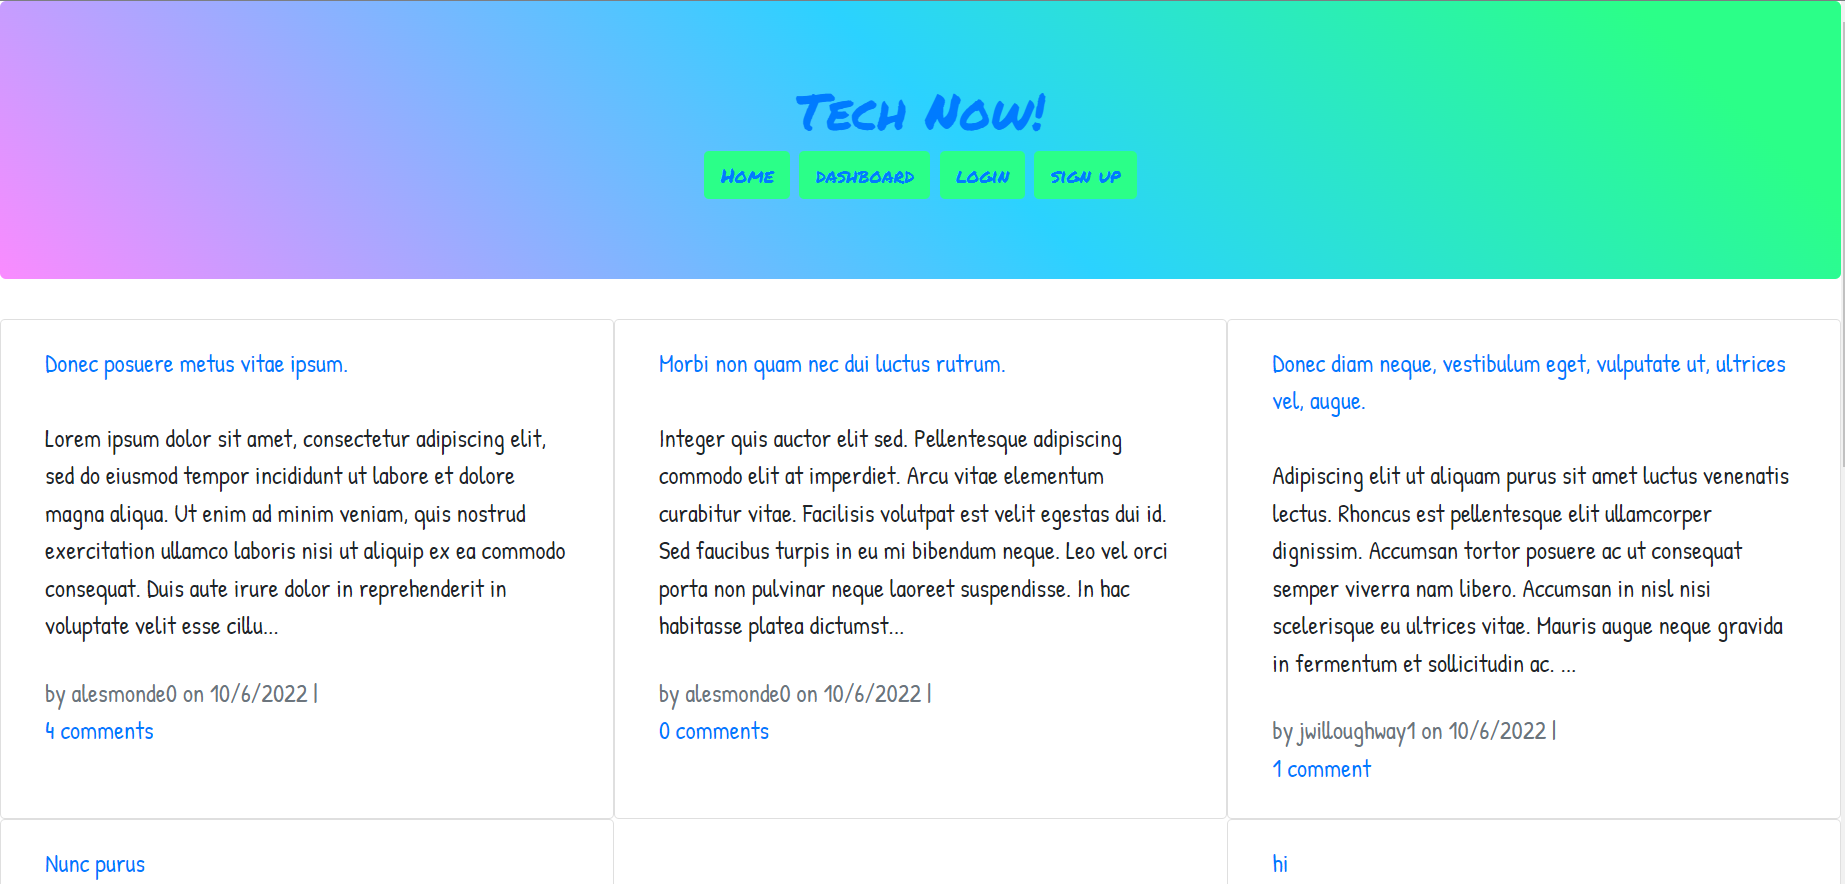 Tech Now!
Home dashboard login sign up
Donec posuere metus vitae ipsum.
Lorem ipsum dolor sit amet, consectetur adipiscing elit,
sed do eiusmod tempor incididunt ut labore et dolore
magna aliqua. Ut enim ad minim veniam, quis nostrud
exercitation ullamco laboris nisi ut aliquip ex ea commodo
consequat. Duis aute irure dolor in reprehenderit in
voluptate velit esse cillu...
by alesmonde0 on 10/6/2022 |
4 comments
Morbi non quam nec dui luctus rutrum.
Integer quis auctor elit sed. Pellentesque adipiscing
commodo elit at imperdiet. Arcu vitae elementum
curabitur vitae. Facilisis volutpat est velit egestas dui id.
Sed faucibus turpis in eu mi bibendum neque. Leo vel orci
porta non pulvinar neque laoreet suspendisse. In hac
habitasse platea dictumst...
by alesmonde0 on 10/6/2022 |
0 comments
Donec diam neque, vestibulum eget, vulputate ut, ultrices
vel, augue.
Adipiscing elit ut aliquam purus sit amet luctus venenatis
lectus. Rhoncus est pellentesque elit ullamcorper
dignissim. Accumsan tortor posuere ac ut consequat
semper viverra nam libero. Accumsan in nisl nisi
scelerisque eu ultrices vitae. Mauris augue neque gravida
in fermentum et sollicitudin ac. ...
by jwilloughway1 on 10/6/2022 |
1 comment
Nunc purus
hi